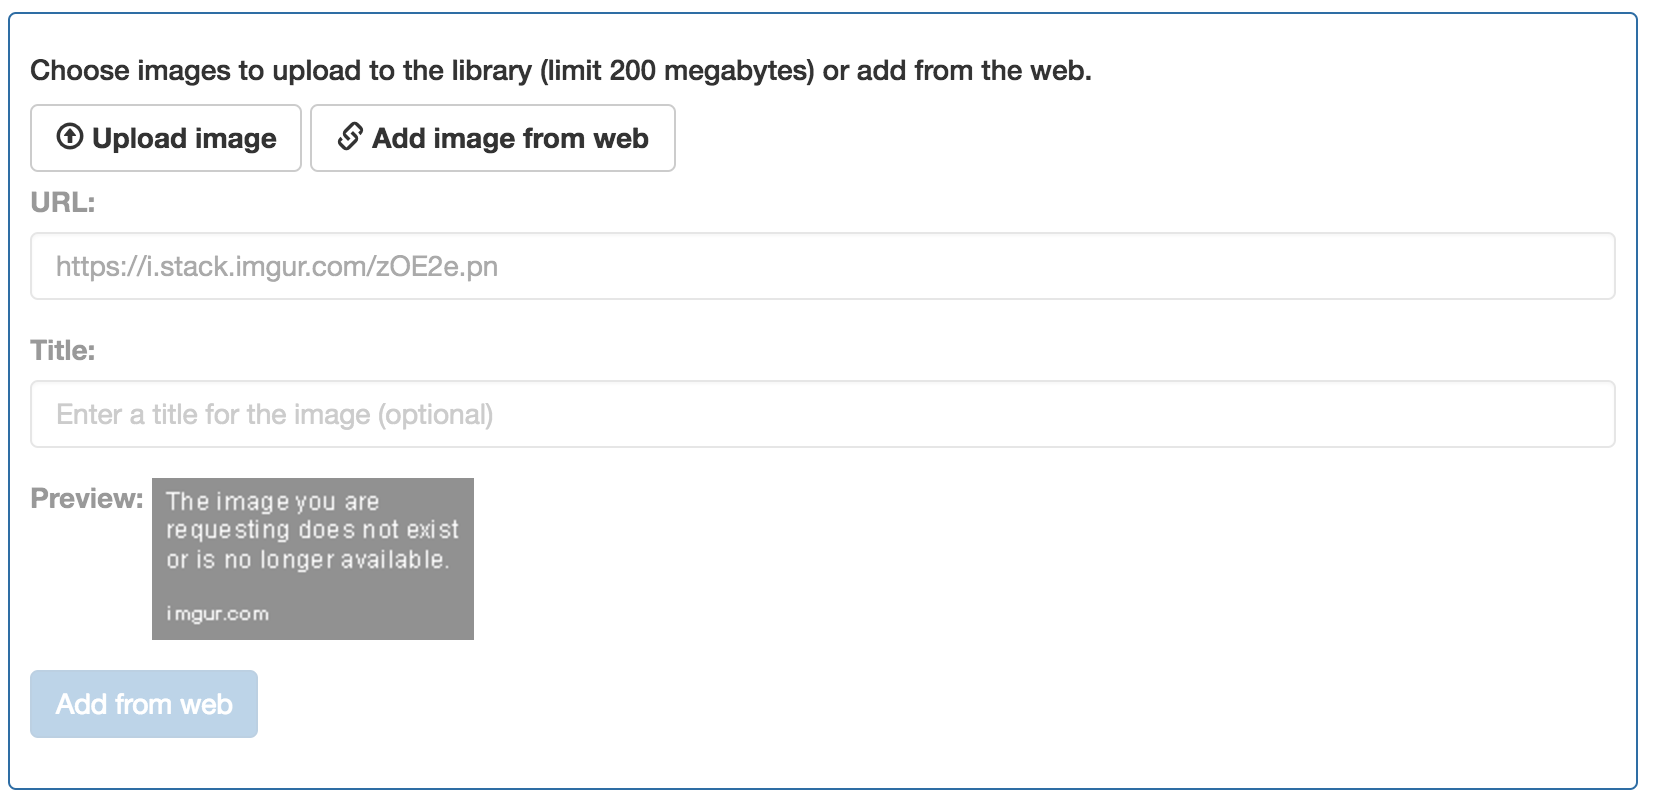 Choose images to upload to the library (limit 200 megabytes) or add from the web.
Upload image Add image from web
URL:
https://i.stack.imgur.com/zOE2e.pn
Title:
Enter a title for the image (optional)
Preview:
The image you are
requesting does not exist
or is no longer available.
imgur.com
Add from web